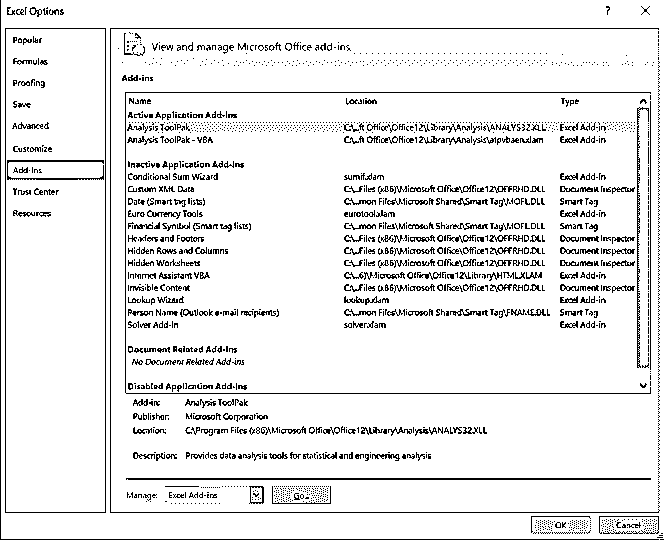 Excel Options ? X
Popular
Formulas
Proofing
Save
Advanced
Customize
Add-Ins
Trust Center
Resources
View and manage Microsoft Office add-ins.
Add-ins
Name Location Type
Active Application Add-ins
Analysis ToolPak C:\...ft Office\Office12\Library\Analysis\ANALYS32.XLL Excel Add-in
Analysis ToolPak - VBA C:\...ft Office\Office12\Library\Analysis\atpvbaen.xlam Excel Add-in
Inactive Application Add-ins
Conditional Sum Wizard sumif.xlam Excel Add-in
Custom XML Data C:\...Files (x86)\Microsoft Office\Office12\OFFRHD.DLL Document Inspector
Date (Smart tag lists) C:\...mon Files\Microsoft Shared\Smart Tag\MOFL.DLL Smart Tag
Euro Currency Tools eurotool.xlam Excel Add-in
Financial Symbol (Smart tag lists) C:\...mon Files\Microsoft Shared\Smart Tag\MOFL.DLL Smart Tag
Headers and Footers C:\...Files (x86)\Microsoft Office\Office12\OFFRHD.DLL Document Inspector
Hidden Rows and Columns C:\...Files (x86)\Microsoft Office\Office12\OFFRHD.DLL Document Inspector
Hidden Worksheets C:\...Files (x86)\Microsoft Office\Office12\OFFRHD.DLL Document Inspector
Internet Assistant VBA C:\...6)\Microsoft Office\Office12\Library\HTML.XLAM Excel Add-in
Invisible Content C:\...Files (x86)\Microsoft Office\Office12\OFFRHD.DLL Document Inspector
Lookup Wizard lookup.xlam Excel Add-in
Person Name (Outlook e-mail recipients) C:\...mon Files\Microsoft Shared\Smart Tag\FNAME.DLL Smart Tag
Solver Add-in solver.xlam Excel Add-in
Document Related Add-ins
No Document Related Add-ins
Disabled Application Add-ins
Add-in: Analysis ToolPak
Publisher: Microsoft Corporation
Location: C:\Program Files (x86)\Microsoft Office\Office12\Library\Analysis\ANALYS32.XLL
Description: Provides data analysis tools for statistical and engineering analysis
Manage: Excel Add-ins Go...
OK Cancel